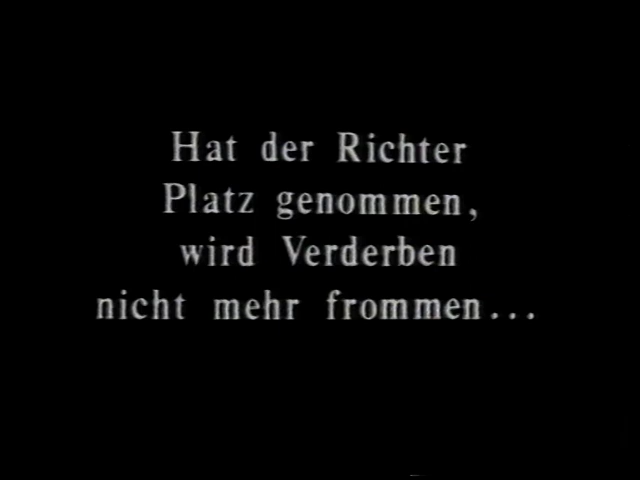 Hat der Richter
Platz genommen,
wird Verderben
nicht mehr frommen...